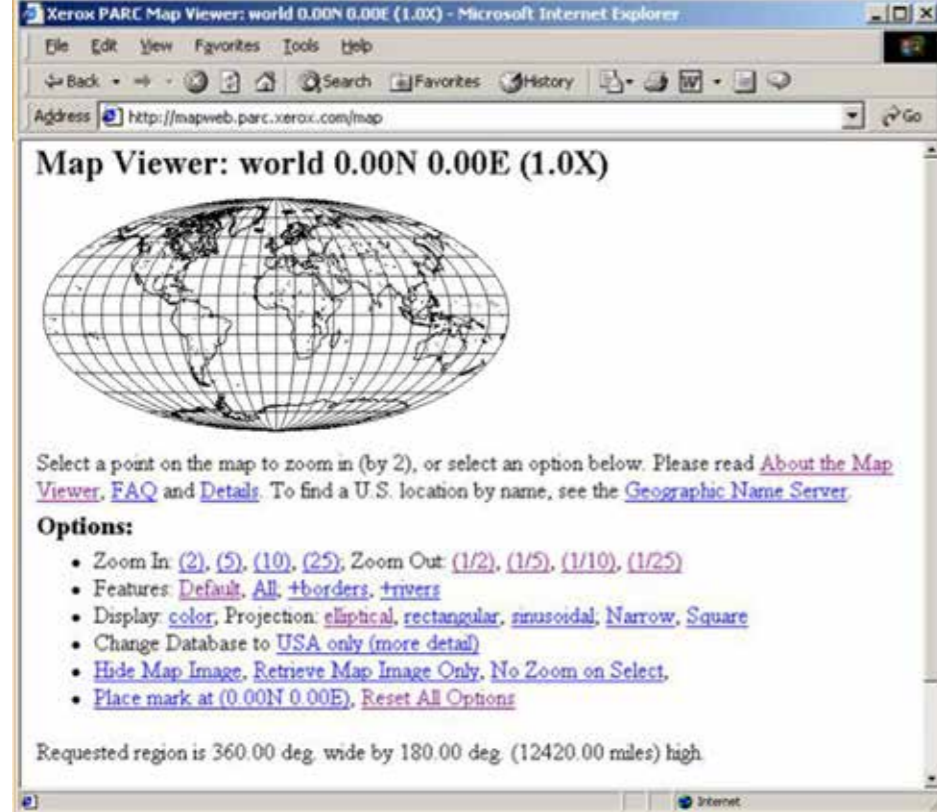 Xerox PARC Map Viewer: world 0.00N 0.00E (1.0X) - Microsoft Internet Explorer
File Edit View Favorites Tools Help
Back Search Favorites History
Address http://mapweb.parc.xerox.com/map Go
Map Viewer: world 0.00N 0.00E (1.0X)
Select a point on the map to zoom in (by 2), or select an option below. Please read About the Map
Viewer, FAQ and Details. To find a U.S. location by name, see the Geographic Name Server.
Options:
• Zoom In: (2), (5), (10), (25); Zoom Out: (1/2), (1/5), (1/10), (1/25)
• Features: Default, All; +borders, +rivers
• Display: color; Projection: elliptical, rectangular, sinusoidal; Narrow, Square
• Change Database to USA only (more detail)
• Hide Map Image, Retrieve Map Image Only, No Zoom on Select,
• Place mark at (0.00N 0.00E), Reset All Options
Requested region is 360.00 deg. wide by 180.00 deg. (12420.00 miles) high.
Internet